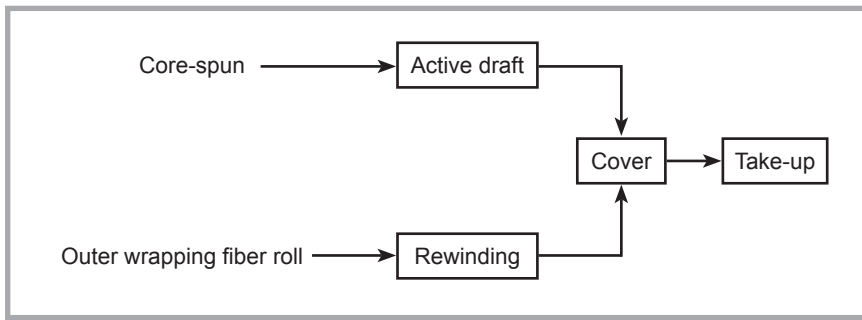 Core-spun
Active draft
Cover
Take-up
Outer wrapping fiber roll
Rewinding